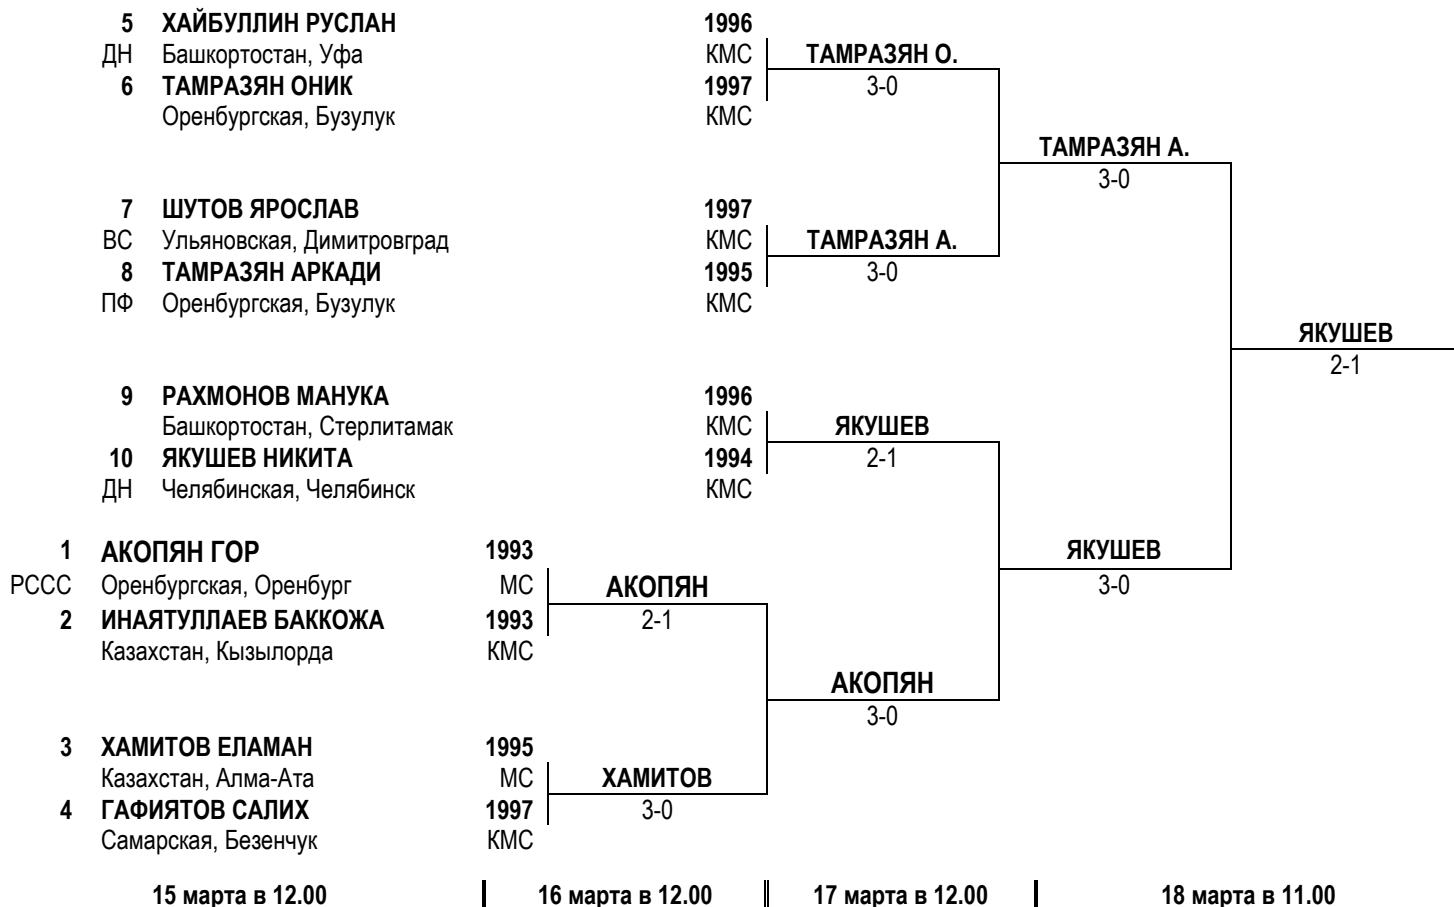 5 ХАЙБУЛЛИН РУСЛАН 1996
ДН Башкортостан, Уфа КМС ТАМРАЗЯН О.
6 ТАМРАЗЯН ОНИК 1997 3-0
Оренбургская, Бузулук КМС
ТАМРАЗЯН А.
3-0
7 ШУТОВ ЯРОСЛАВ 1997
ВС Ульяновская, Димитровград КМС ТАМРАЗЯН А.
8 ТАМРАЗЯН АРКАДИ 1995 3-0
ПФ Оренбургская, Бузулук КМС
ЯКУШЕВ
2-1
9 РАХМОНОВ МАНУКА 1996
Башкортостан, Стерлитамак КМС ЯКУШЕВ
10 ЯКУШЕВ НИКИТА 1994 2-1
ДН Челябинская, Челябинск КМС
1 АКОПЯН ГОР 1993 ЯКУШЕВ
РССС Оренбургская, Оренбург МС АКОПЯН 3-0
2 ИНАЯТУЛЛАЕВ БАККОЖА 1993 2-1
Казахстан, Кызылорда КМС
АКОПЯН
3-0
3 ХАМИТОВ ЕЛАМАН 1995
Казахстан, Алма-Ата МС ХАМИТОВ
4 ГАФИЯТОВ САЛИХ 1997 3-0
Самарская, Безенчук КМС
15 марта в 12.00 16 марта в 12.00 17 марта в 12.00 18 марта в 11.00